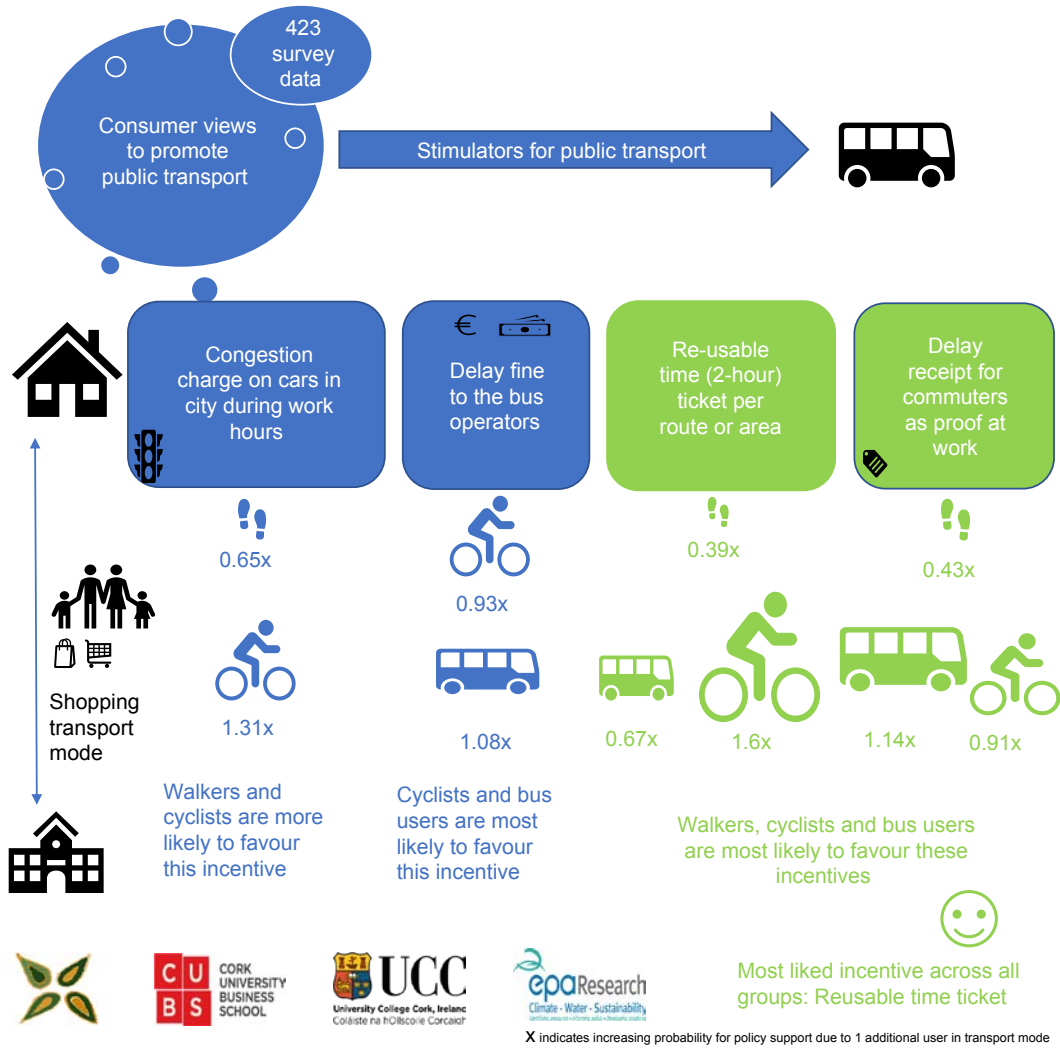 423
survey
data
Consumer views
to promote
public transport
Stimulators for public transport
Congestion
charge on cars in
city during work
hours
€
Delay fine
to the bus
operators
Re-usable
time (2-hour)
ticket per
route or area
Delay
receipt for
commuters
as proof at
work
0.65x
0.93x
0.39x
0.43x
Shopping
transport
mode
1.31x
1.08x
0.67x
1.6x
1.14x
0.91x
Walkers and
cyclists are more
likely to favour
this incentive
Cyclists and bus
users are most
likely to favour
this incentive
Walkers, cyclists and bus users
are most likely to favour these
incentives
Most liked incentive across all
groups: Reusable time ticket
CU
BS
CORK
UNIVERSITY
BUSINESS
SCHOOL
UCC
University College Cork, Ireland
Coláiste na hOllscoile Corcaigh
epaResearch
Climate - Water - Sustainability
X indicates increasing probability for policy support due to 1 additional user in transport mode